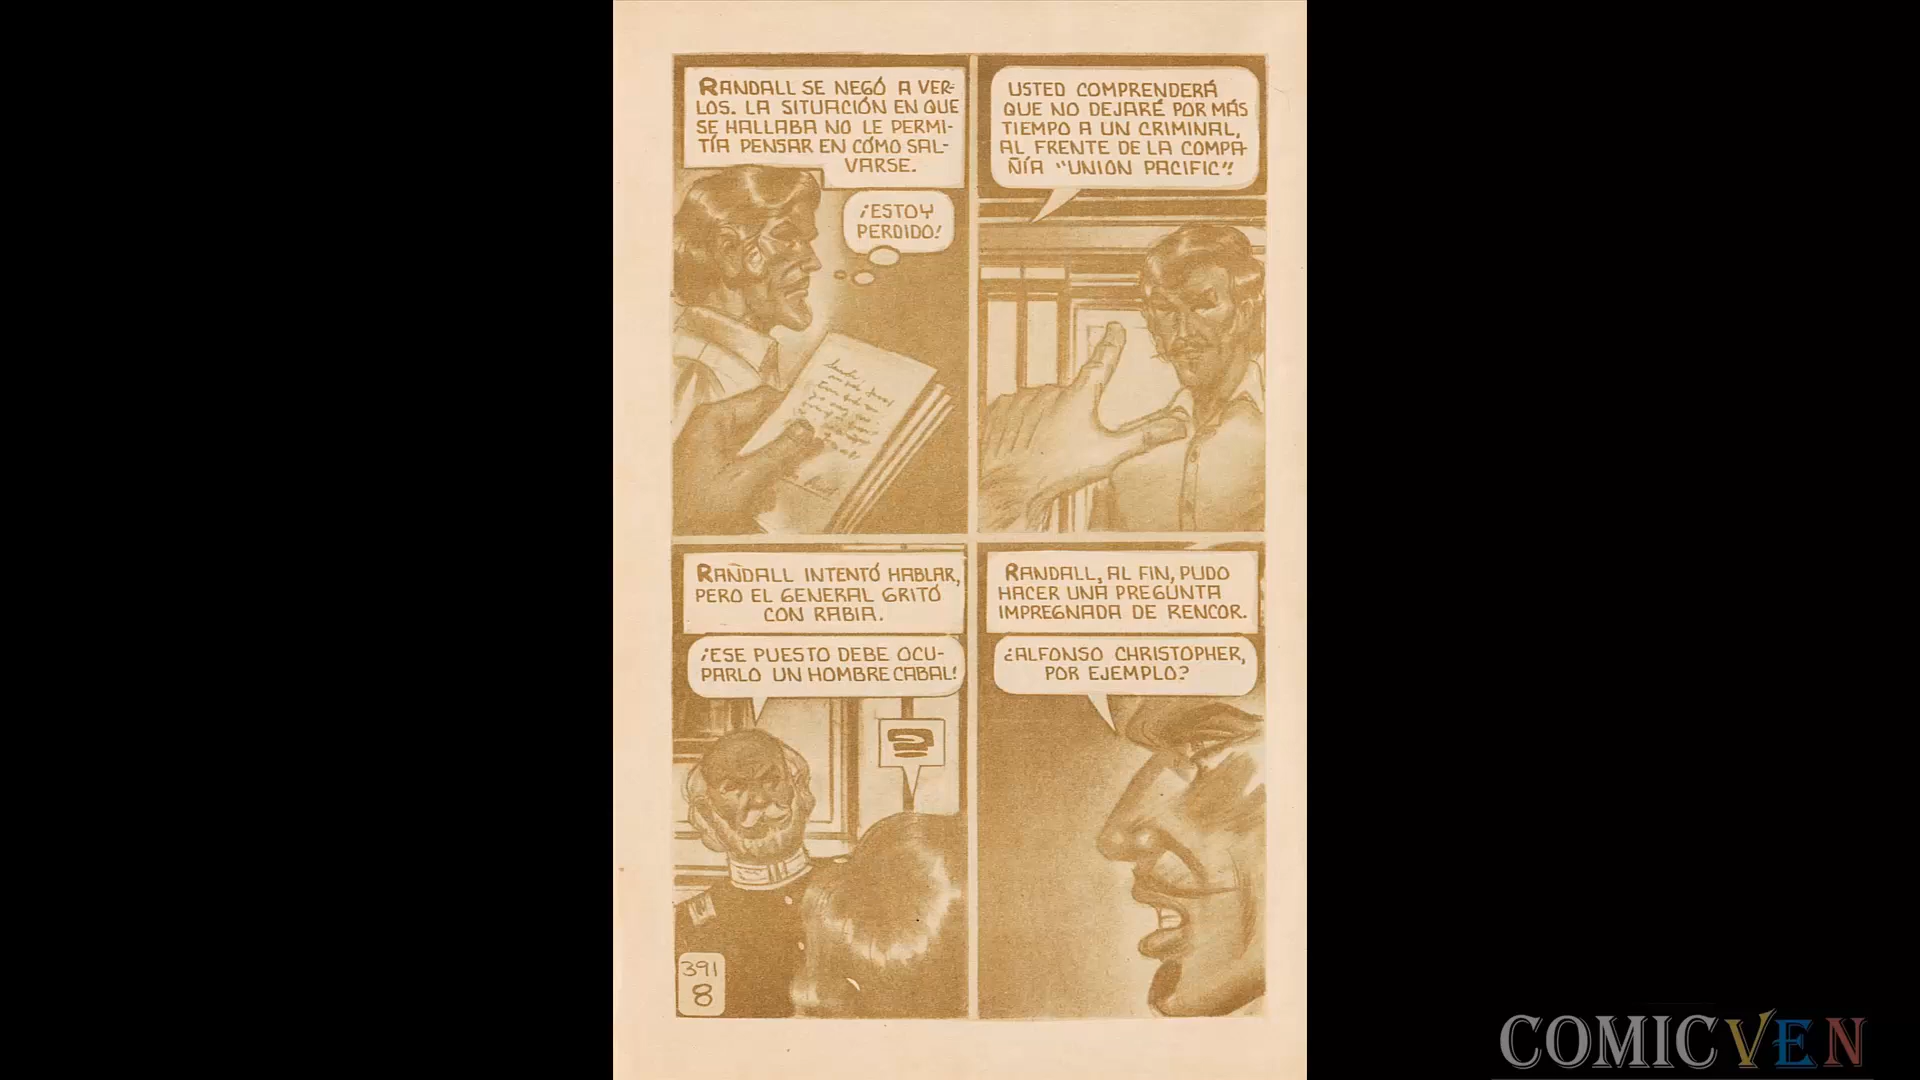 RANDALL SE NEGÓ A VER-
LOS. LA SITUACIÓN EN QUE
SE HALLABA NO LE PERMI-
TÍA PENSAR EN CÓMO SAL-
VARSE.
¡ESTOY
PERDIDO!
USTED COMPRENDERÁ
QUE NO DEJARÉ POR MÁS
TIEMPO A UN CRIMINAL,
AL FRENTE DE LA COMPA-
ÑÍA "UNION PACIFIC".
RANDALL INTENTÓ HABLAR,
PERO EL GENERAL GRITÓ
CON RABIA.
¡ESE PUESTO DEBE OCU-
PARLO UN HOMBRE CABAL!
RANDALL, AL FIN, PUDO
HACER UNA PREGUNTA
IMPREGNADA DE RENCOR.
¿ALFONSO CHRISTOPHER,
POR EJEMPLO?
391
8
COMICVEN